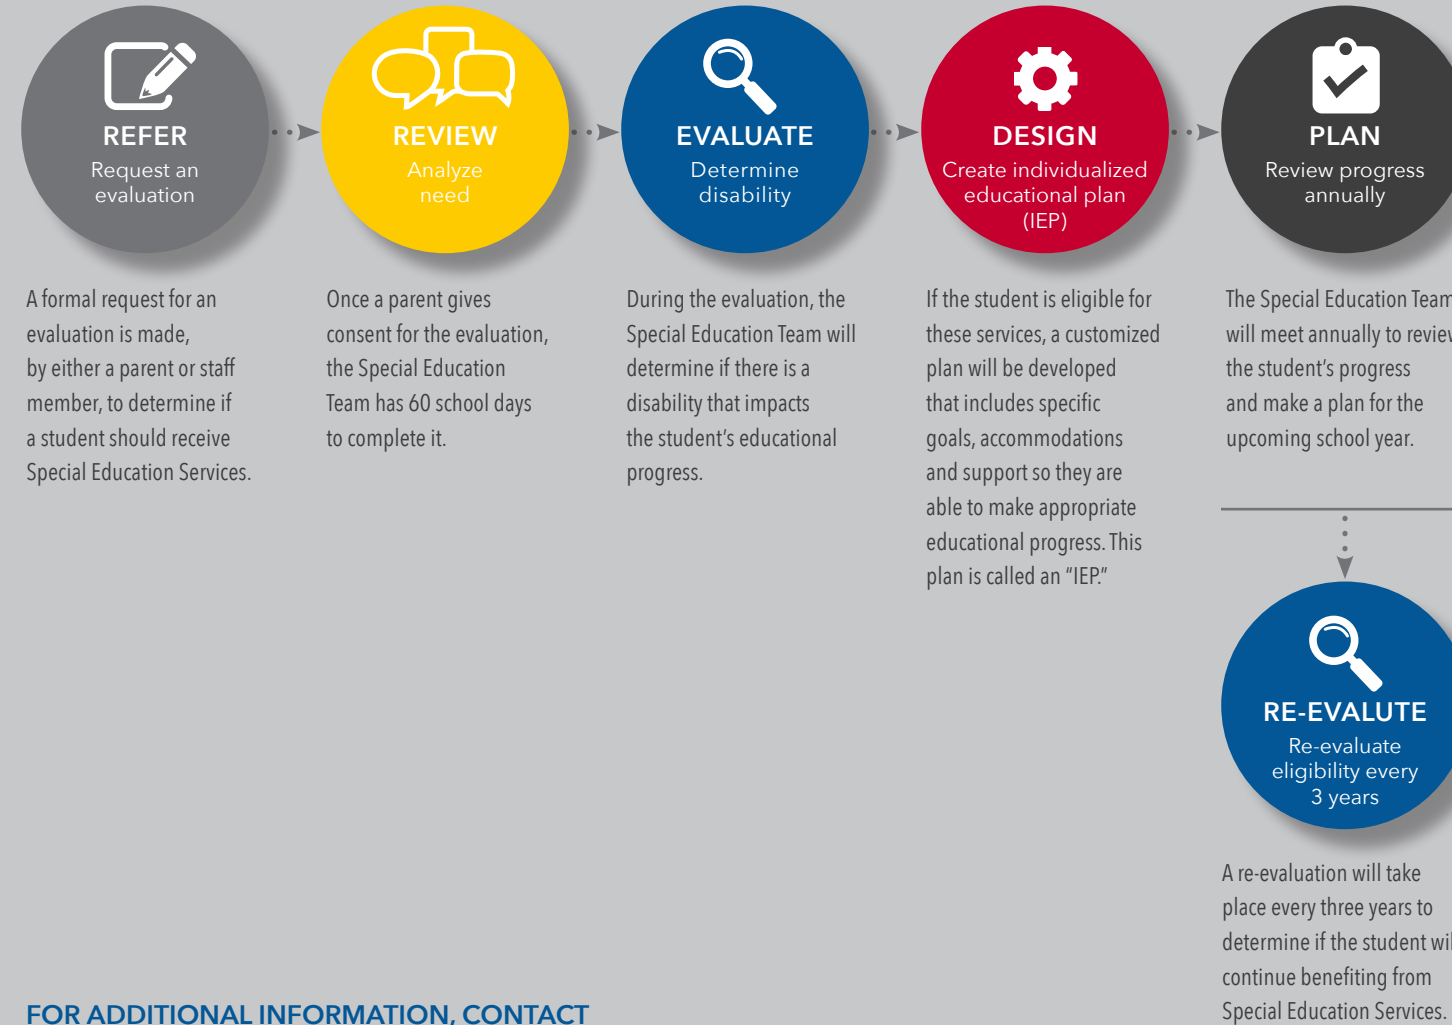 REFER
Request an
evaluation
A formal request for an
evaluation is made,
by either a parent or staff
member, to determine if
a student should receive
Special Education Services.
REVIEW
Analyze
need
Once a parent gives
consent for the evaluation,
the Special Education
Team has 60 school days
to complete it.
EVALUATE
Determine
disability
During the evaluation, the
Special Education Team will
determine if there is a
disability that impacts
the student’s educational
progress.
DESIGN
Create individualized
educational plan
(IEP)
If the student is eligible for
these services, a customized
plan will be developed
that includes specific
goals, accommodations
and support so they are
able to make appropriate
educational progress. This
plan is called an “IEP.”
PLAN
Review progress
annually
The Special Education Team
will meet annually to review
the student’s progress
and make a plan for the
upcoming school year.
RE-EVALUTE
Re-evaluate
eligibility every
3 years
A re-evaluation will take
place every three years to
determine if the student will
continue benefiting from
Special Education Services.
FOR ADDITIONAL INFORMATION, CONTACT